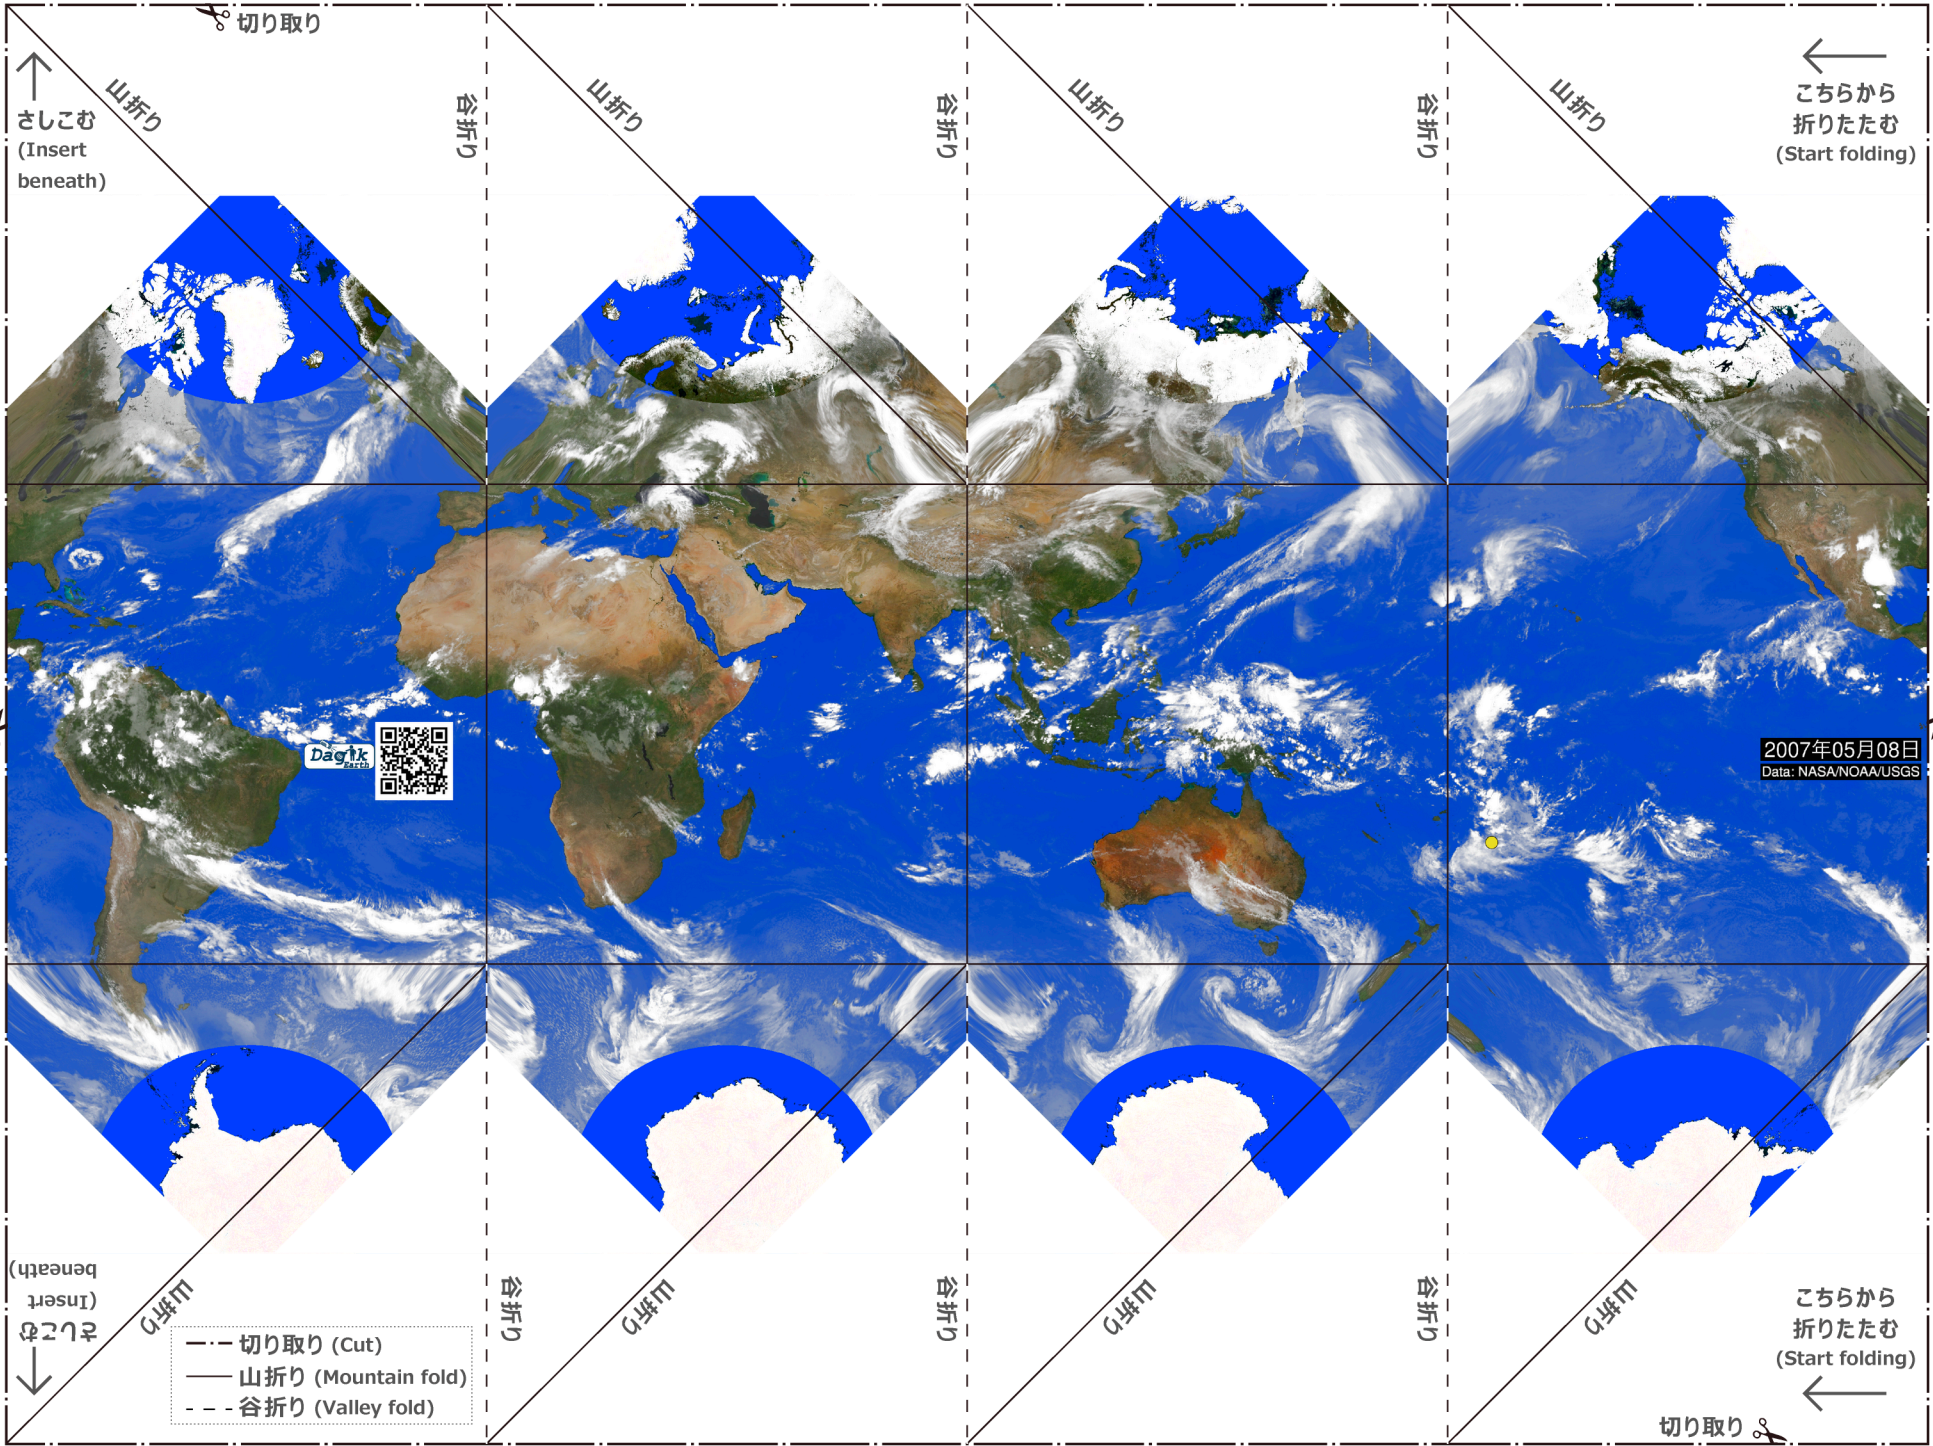 切り取り
山折り
谷折り
山折り
谷折り
山折り
谷折り
山折り
さしこむ
(Insert
beneath)
こちらから
折りたたむ
(Start folding)
Dagik
Earth
2007年05月08日
Data: NASA/NOAA/USGS
さしこむ
(Insert
beneath)
山折り
谷折り
山折り
谷折り
山折り
谷折り
山折り
こちらから
折りたたむ
(Start folding)
切り取り (Cut)
山折り (Mountain fold)
谷折り (Valley fold)
切り取り